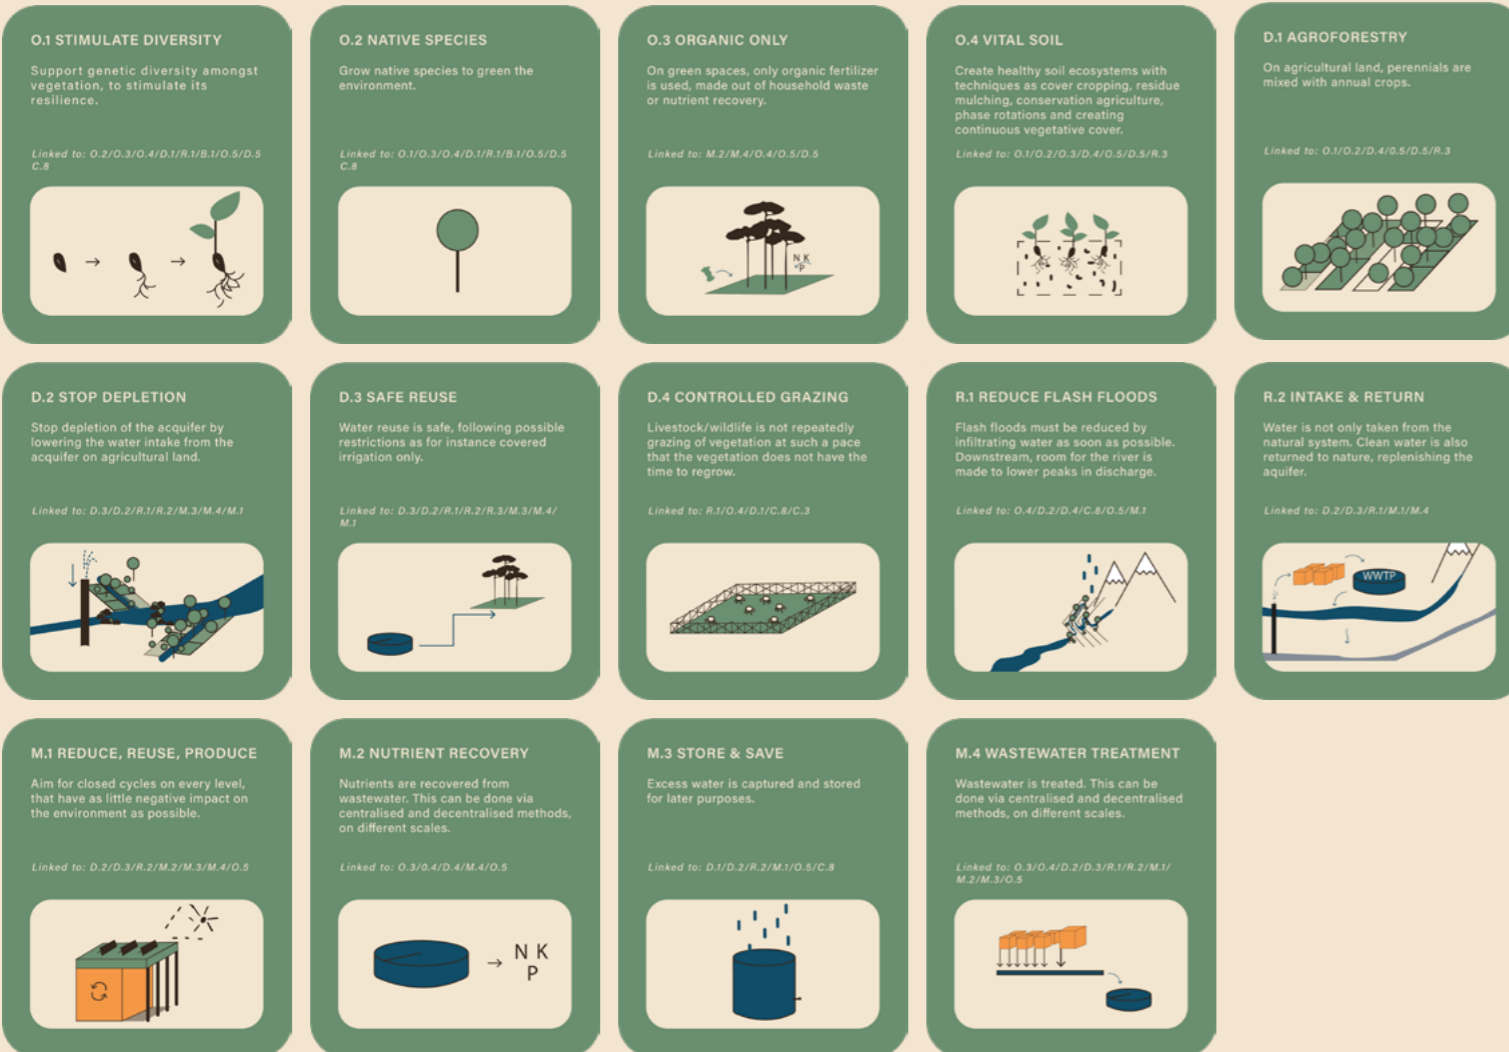 O.1 STIMULATE DIVERSITY
Support genetic diversity amongst
vegetation, to stimulate its
resilience.
Linked to: O.2/O.3/O.4/D.1/R.1/B.1/O.5/D.5
C.8
O.2 NATIVE SPECIES
Grow native species to green the
environment.
Linked to: O.1/O.3/O.4/D.1/R.1/B.1/O.5/D.5
C.8
O.3 ORGANIC ONLY
On green spaces, only organic fertilizer
is used, made out of household waste
or nutrient recovery.
Linked to: M.2/M.4/O.4/O.5/D.5
N K
P
O.4 VITAL SOIL
Create healthy soil ecosystems with
techniques as cover cropping, residue
mulching, conservation agriculture,
phase rotations and creating
continuous vegetative cover.
Linked to: O.1/O.2/O.3/D.4/O.5/D.5/R.3
D.1 AGROFORESTRY
On agricultural land, perennials are
mixed with annual crops.
Linked to: O.1/O.2/D.4/0.5/D.5/R.3
D.2 STOP DEPLETION
Stop depletion of the acquifer by
lowering the water intake from the
acquifer on agricultural land.
Linked to: D.3/D.2/R.1/R.2/M.3/M.4/M.1
D.3 SAFE REUSE
Water reuse is safe, following possible
restrictions as for instance covered
irrigation only.
Linked to: D.3/D.2/R.1/R.2/R.3/M.3/M.4/
M.1
D.4 CONTROLLED GRAZING
Livestock/wildlife is not repeatedly
grazing of vegetation at such a pace
that the vegetation does not have the
time to regrow.
Linked to: R.1/O.4/D.1/C.8/C.3
R.1 REDUCE FLASH FLOODS
Flash floods must be reduced by
infiltrating water as soon as possible.
Downstream, room for the river is
made to lower peaks in discharge.
Linked to: O.4/D.2/D.4/C.8/O.5/M.1
R.2 INTAKE & RETURN
Water is not only taken from the
natural system. Clean water is also
returned to nature, replenishing the
aquifer.
Linked to: D.2/D.3/R.1/M.1/M.4
WWTP
M.1 REDUCE, REUSE, PRODUCE
Aim for closed cycles on every level,
that have as little negative impact on
the environment as possible.
Linked to: D.2/D.3/R.2/M.2/M.3/M.4/O.5
M.2 NUTRIENT RECOVERY
Nutrients are recovered from
wastewater. This can be done via
centralised and decentralised methods,
on different scales.
Linked to: O.3/0.4/D.4/M.4/O.5
N K
P
M.3 STORE & SAVE
Excess water is captured and stored
for later purposes.
Linked to: D.1/D.2/R.2/M.1/O.5/C.8
M.4 WASTEWATER TREATMENT
Wastewater is treated. This can be
done via centralised and decentralised
methods, on different scales.
Linked to: O.3/O.4/D.2/D.3/R.1/R.2/M.1/
M.2/M.3/O.5